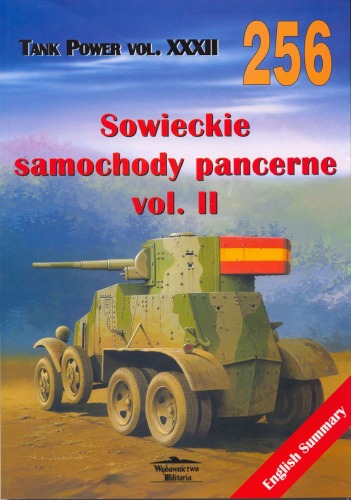 Tank Power vol. XXXII
256
Sowieckie
samochody pancerne
vol. II
English Summary
Wydawnictwo
Militaria